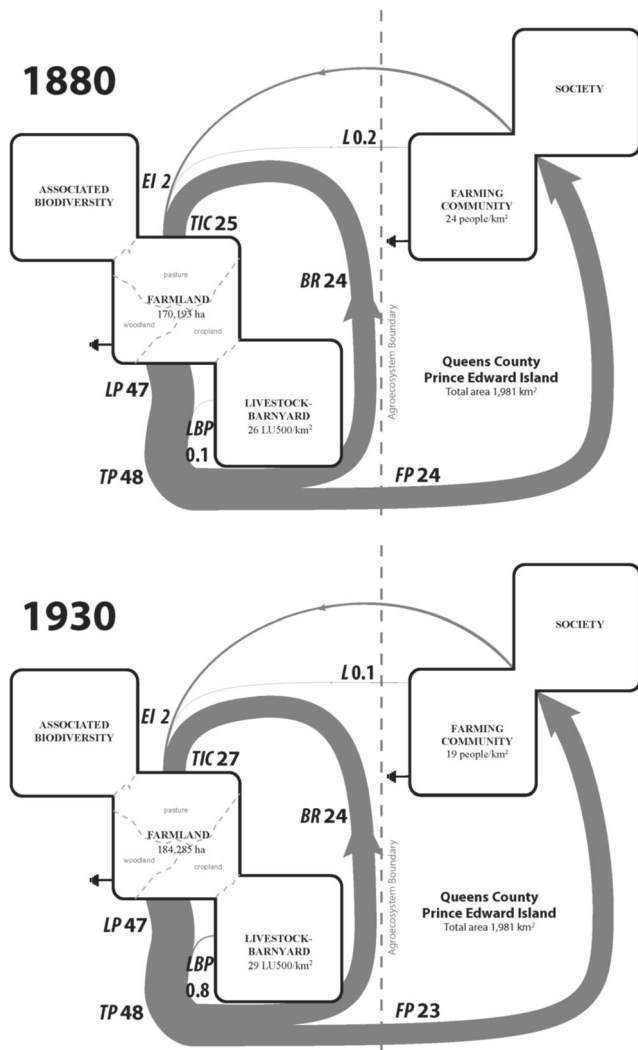 1880
SOCIETY
L 0.2
ASSOCIATED
BIODIVERSITY
EI 2
FARMING
COMMUNITY
24 people/km²
TIC 25
pasture
BR 24
FARMLAND
170,193 ha
woodland
cropland
Agroecosystem Boundary
Queens County
Prince Edward Island
Total area 1,981 km²
LP 47
LIVESTOCK-
BARNYARD
26 LU500/km²
LBP
0.1
TP 48
FP 24
1930
SOCIETY
L 0.1
ASSOCIATED
BIODIVERSITY
EI 2
FARMING
COMMUNITY
19 people/km²
TIC 27
pasture
BR 24
FARMLAND
184,285 ha
woodland
cropland
Agroecosystem Boundary
Queens County
Prince Edward Island
Total area 1,981 km²
LP 47
LIVESTOCK-
BARNYARD
29 LU500/km²
LBP
0.8
TP 48
FP 23